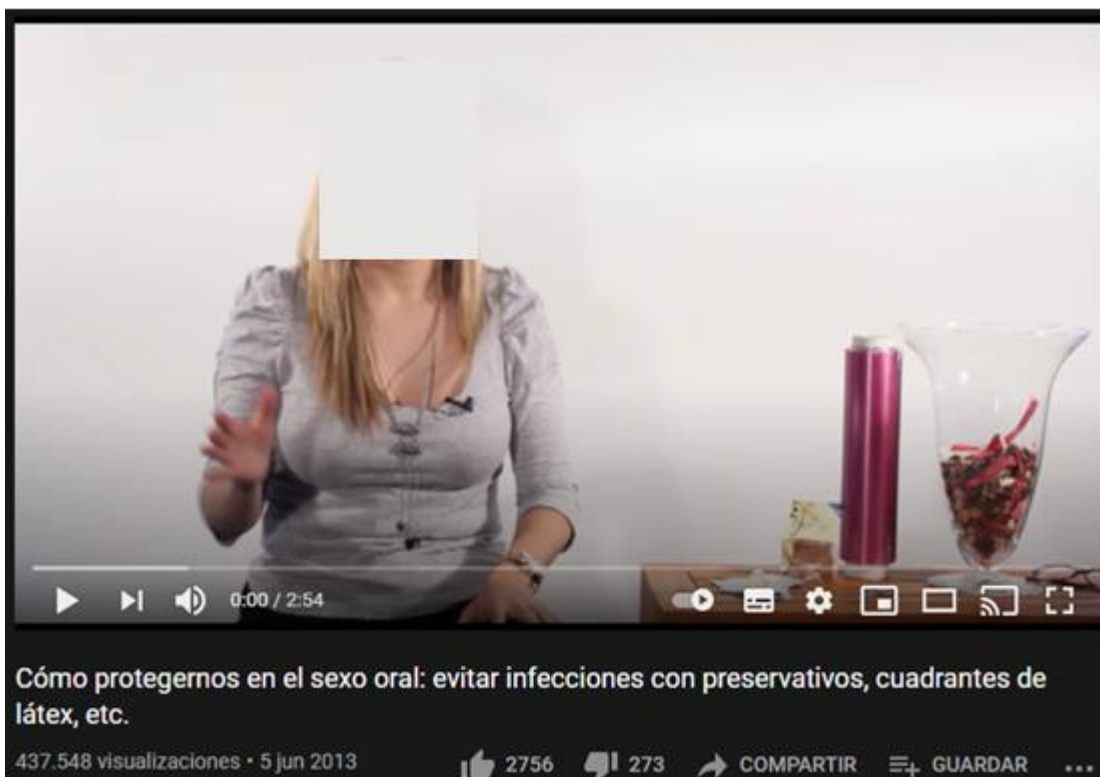 0:00 / 2:54
Cómo protegernos en el sexo oral: evitar infecciones con preservativos, cuadrantes de
látex, etc.
437.548 visualizaciones • 5 jun 2013 2756 273 COMPARTIR GUARDAR